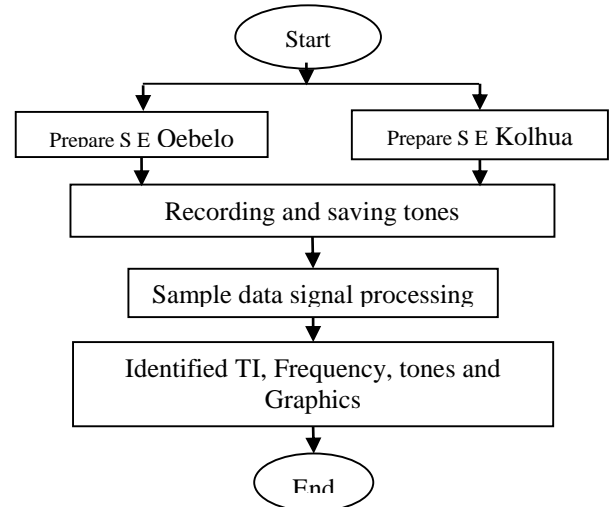 Start
Prepare S E Oebelo
Prepare S E Kolhua
Recording and saving tones
Sample data signal processing
Identified TI, Frequency, tones and
Graphics
End